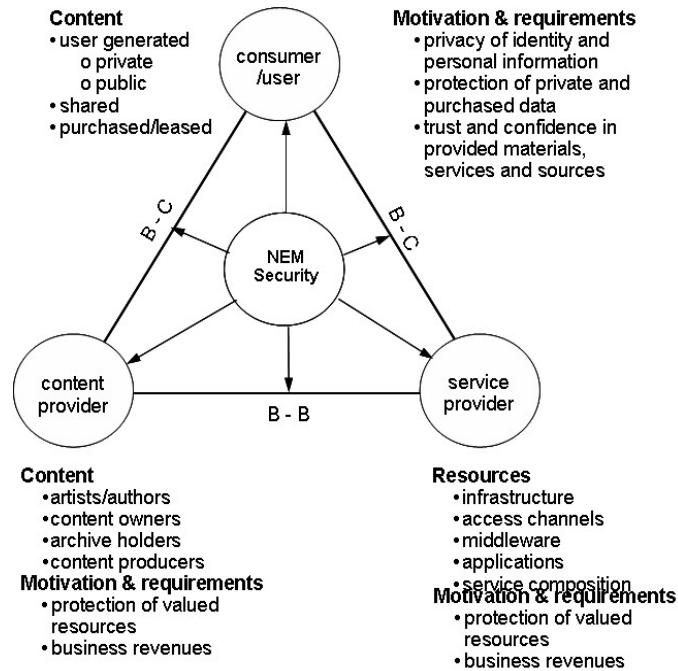 Content
•user generated
o private
o public
•shared
•purchased/leased
Motivation & requirements
•privacy of identity and
personal information
•protection of private and
purchased data
•trust and confidence in
provided materials,
services and sources
consumer
/user
B - C
B - C
NEM
Security
content
provider
service
provider
B - B
Content
•artists/authors
•content owners
•archive holders
•content producers
Motivation & requirements
•protection of valued
resources
•business revenues
Resources
•infrastructure
•access channels
•middleware
•applications
•service composition
Motivation & requirements
•protection of valued
resources
•business revenues